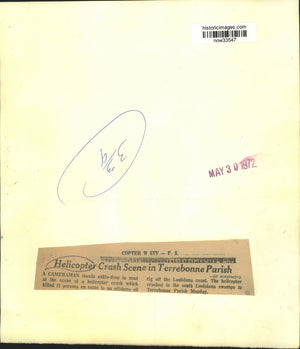 historicimages.com
now33547
3/9
MAY 30 1972
COPTER W STY — P. S.
Helicopter Crash Scene in Terrebonne Parish
A CAMERAMAN stands ankle-deep in mud
at the scene of a helicopter crash which
killed 11 persons en route to an offshore oil
rig off the Louisiana coast. The helicopter
crashed in the south Louisiana swamps in
Terrebonne Parish Monday.